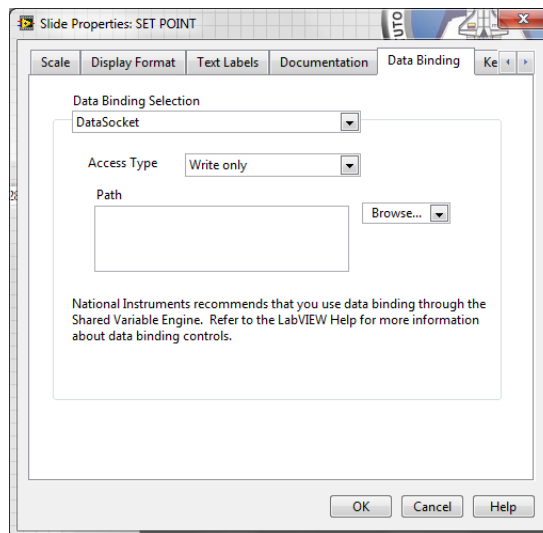 Slide Properties: SET POINT
UTO
Scale Display Format Text Labels Documentation Data Binding Ke
Data Binding Selection
DataSocket
Access Type Write only
Path
Browse...
National Instruments recommends that you use data binding through the
Shared Variable Engine. Refer to the LabVIEW Help for more information
about data binding controls.
OK Cancel Help